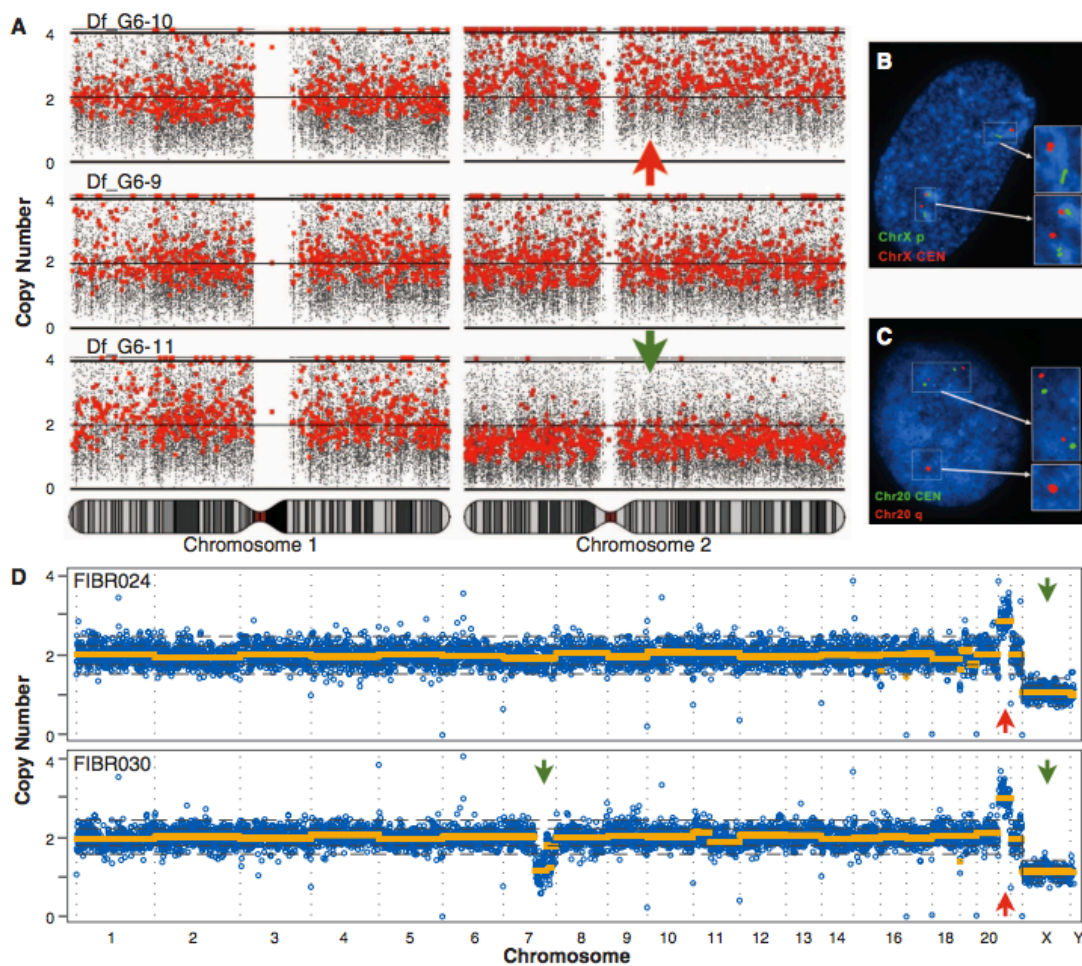 A
Df_G6-10
4
2
0
Df_G6-9
4
2
0
Df_G6-11
4
2
0
Copy Number
Chromosome 1
Chromosome 2
B
ChrX p
ChrX CEN
C
Chr20 CEN
Chr20 q
D
FIBR024
4
2
0
FIBR030
4
2
0
Copy Number
1 2 3 4 5 6 7 8 9 10 11 12 13 14 16 18 20 X Y
Chromosome